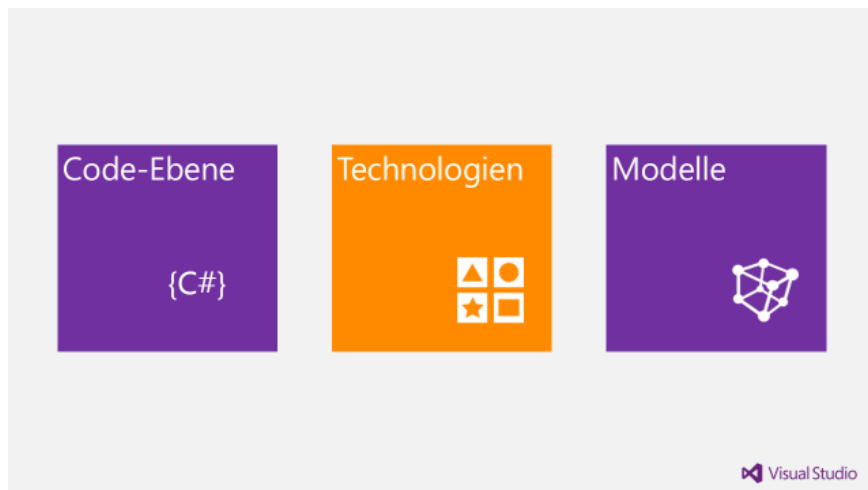 Code-Ebene
{C#}
Technologien
Modelle
Visual Studio